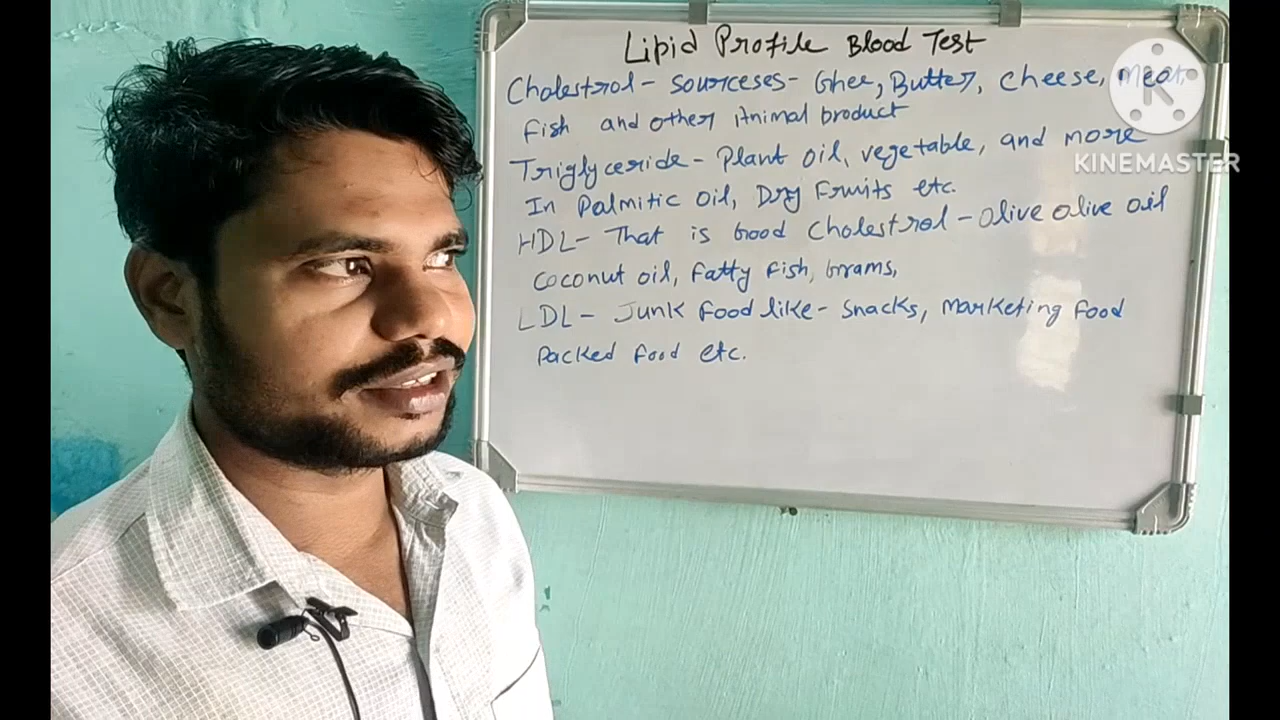 Lipid Profile Blood Test
Cholestrol - Sourceses - Ghee, Butter, Cheese, Meat,
Fish and other Animal product
Triglyceride - Plant oil, vegetable, and more
In Palmitic oil, Dry Fruits etc.
HDL - That is Good Cholestrol - Olive Olive oil
Coconut oil, Fatty fish, Grams,
LDL - Junk Food like - Snacks, Marketing Food
Packed Food etc.
KINEMASTER